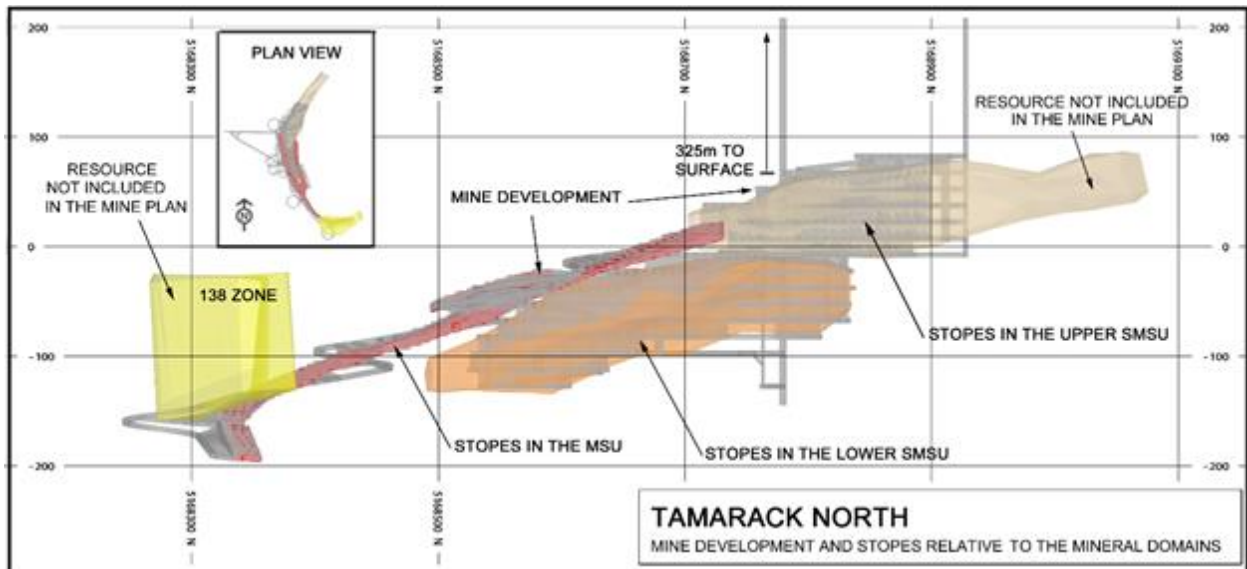 200
200
5168300 N
5168500 N
5168700 N
5168900 N
5169100 N
PLAN VIEW
N
RESOURCE
NOT INCLUDED
IN THE MINE PLAN
100
100
325m TO
SURFACE
RESOURCE NOT INCLUDED
IN THE MINE PLAN
MINE DEVELOPMENT
0
0
138 ZONE
STOPES IN THE UPPER SMSU
-100
-100
STOPES IN THE MSU
STOPES IN THE LOWER SMSU
-200
-200
5168300 N
5168500 N
TAMARACK NORTH
MINE DEVELOPMENT AND STOPES RELATIVE TO THE MINERAL DOMAINS